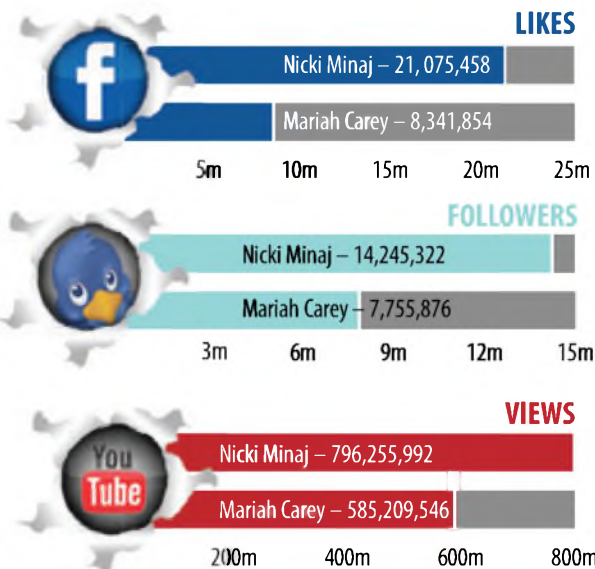 LIKES
f
Nicki Minaj – 21, 075,458
Mariah Carey – 8,341,854
5m 10m 15m 20m 25m
FOLLOWERS
Nicki Minaj – 14,245,322
Mariah Carey – 7,755,876
3m 6m 9m 12m 15m
VIEWS
You
Tube
Nicki Minaj – 796,255,992
Mariah Carey – 585,209,546
200m 400m 600m 800m